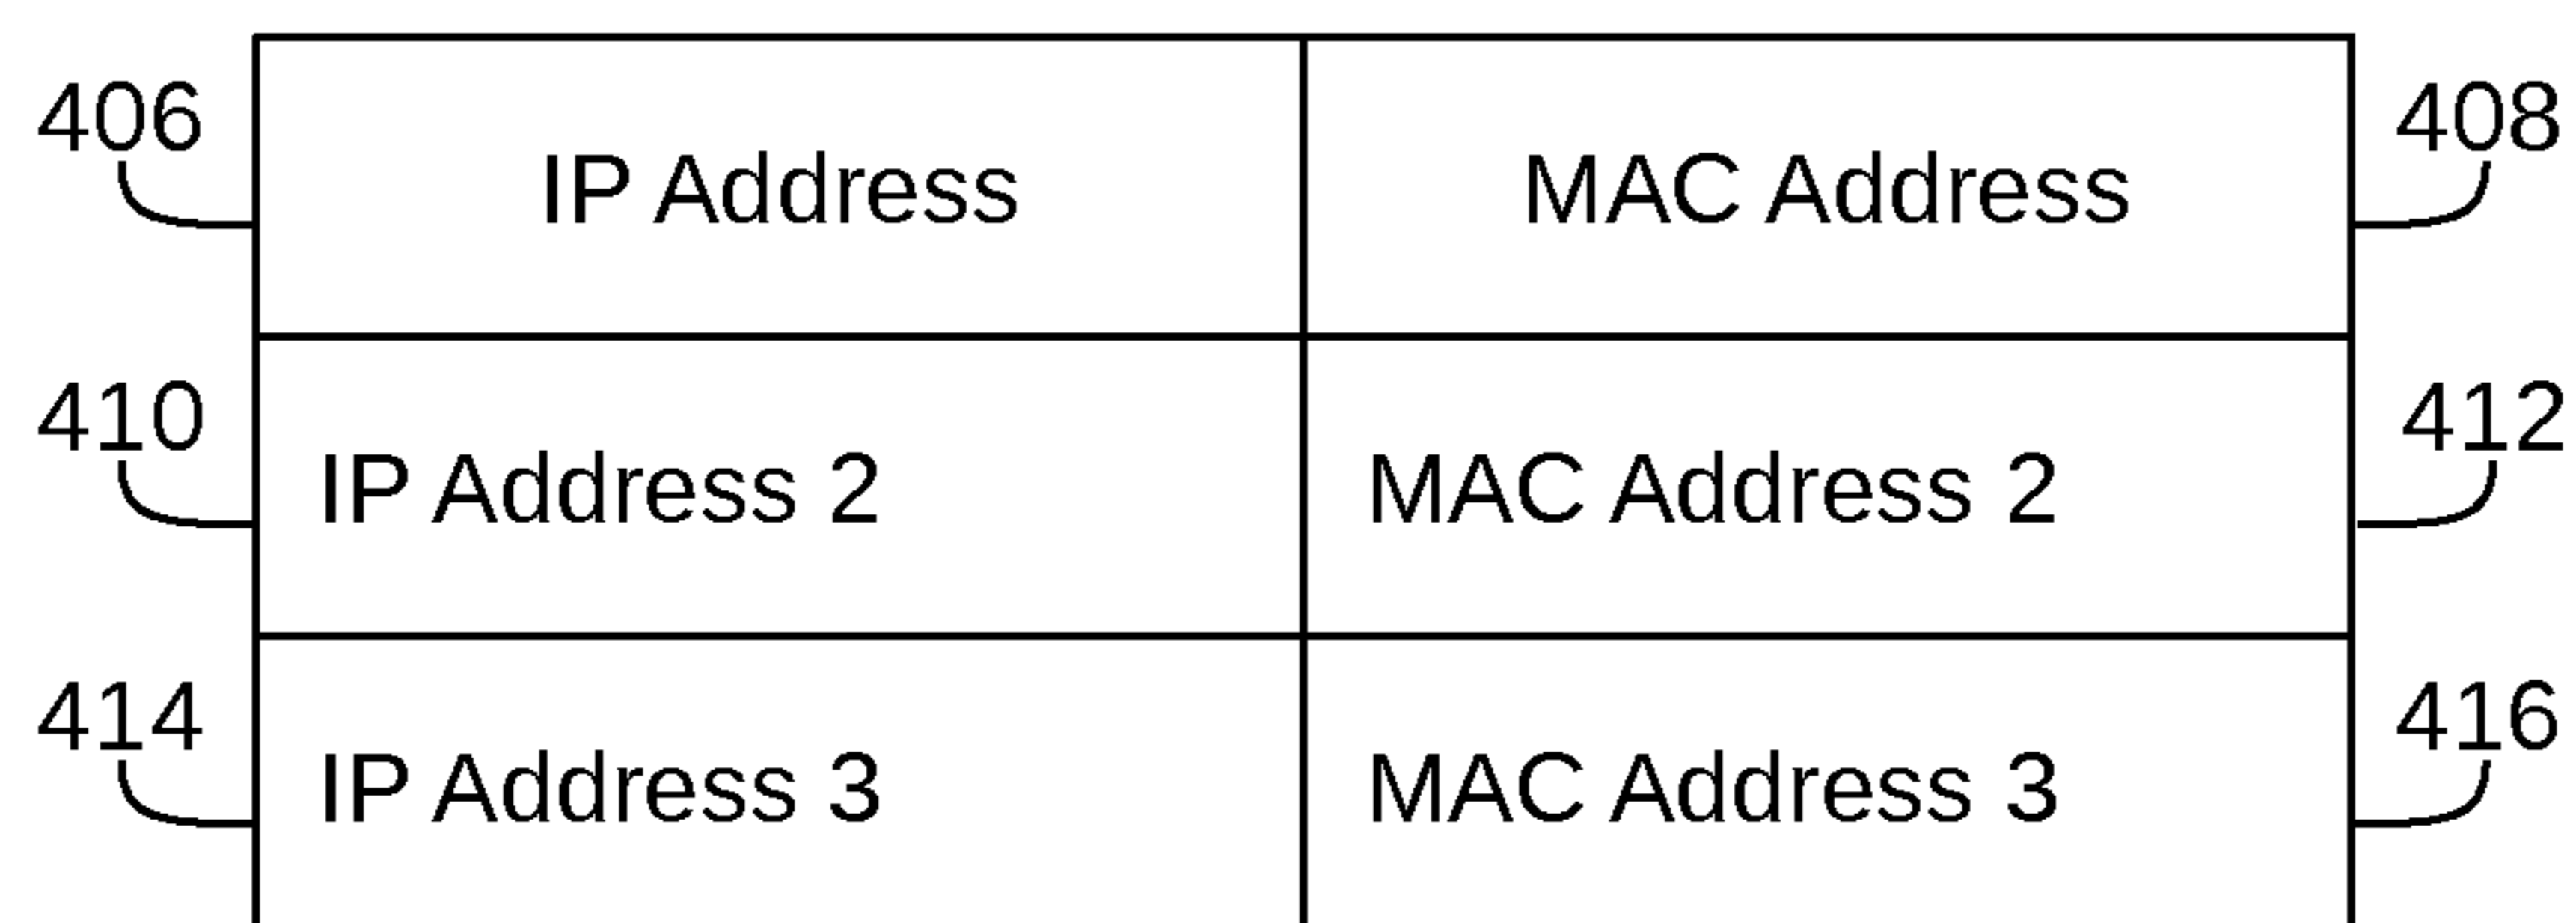 406 408
IP Address MAC Address
410 412
IP Address 2 MAC Address 2
414 416
IP Address 3 MAC Address 3